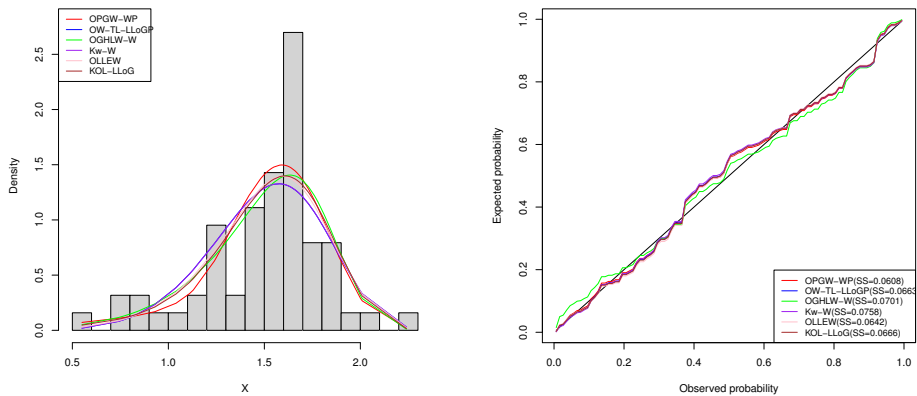 OPGW−WP
OW−TL−LLoGP
OGHLW−W
Kw−W
OLLEW
KOL−LLoG
Density
0.0
0.5
1.0
1.5
2.0
2.5
0.5
1.0
1.5
2.0
X
Expected probability
0.0
0.2
0.4
0.6
0.8
1.0
OPGW−WP(SS=0.0608)
OW−TL−LLoGP(SS=0.0663
OGHLW−W(SS=0.0701)
Kw−W(SS=0.0758)
OLLEW(SS=0.0642)
KOL−LLoG(SS=0.0666)
0.0
0.2
0.4
0.6
0.8
1.0
Observed probability